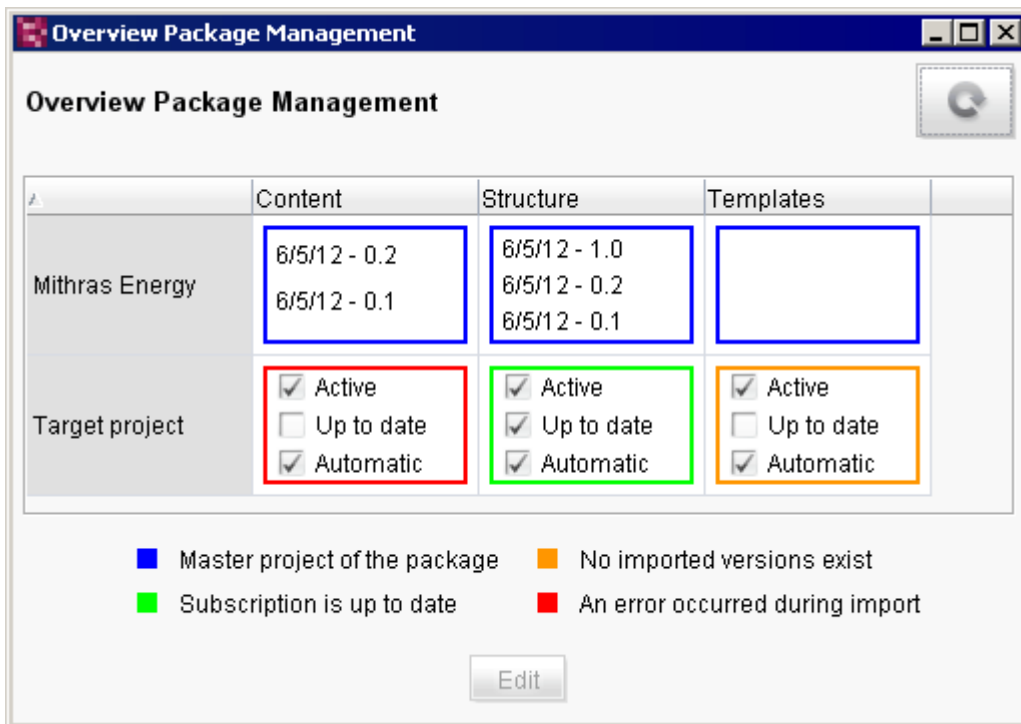 Overview Package Management
Overview Package Management
Content Structure Templates
Mithras Energy
6/5/12 - 0.2
6/5/12 - 0.1
6/5/12 - 1.0
6/5/12 - 0.2
6/5/12 - 0.1
Target project
Active
Up to date
Automatic
Active
Up to date
Automatic
Active
Up to date
Automatic
Master project of the package
No imported versions exist
Subscription is up to date
An error occurred during import
Edit